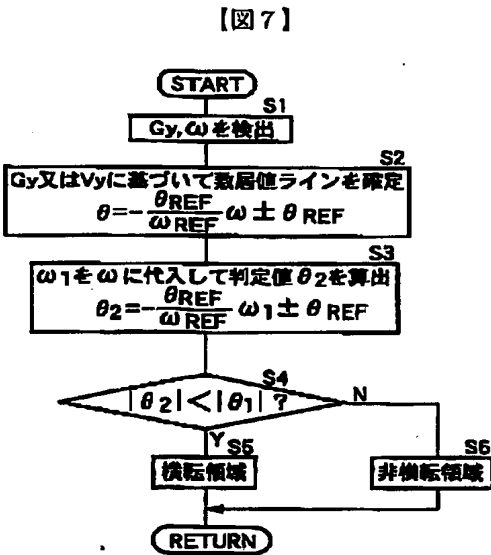 【図7】
START
S1
Gy,ωを検出
S2
Gy又はVyに基づいて敷居値ラインを確定
θ=-θREF/ωREF ω ± θREF
S3
ω1をωに代入して判定値θ2を算出
θ2=-θREF/ωREF ω1 ± θREF
S4
|θ2|<|θ1| ?
N
Y
S5
横転領域
S6
非横転領域
RETURN